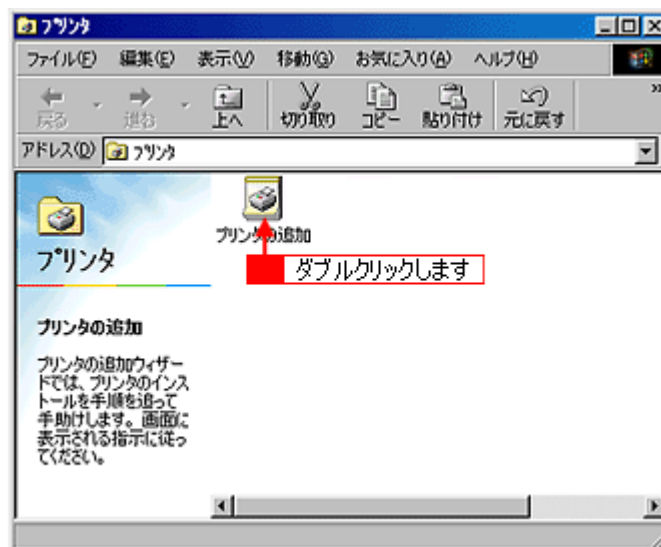 プリンタ
ファイル(F) 編集(E) 表示(V) 移動(G) お気に入り(A) ヘルプ(H)
戻る 進む 上へ 切り取り コピー 貼り付け 元に戻す »
アドレス(D) プリンタ
プリンタの追加
ダブルクリックします
プリンタ
プリンタの追加
プリンタの追加ウィザー
ドでは、プリンタのインス
トールを手順を追って
手助けします。画面に
表示される指示に従っ
てください。